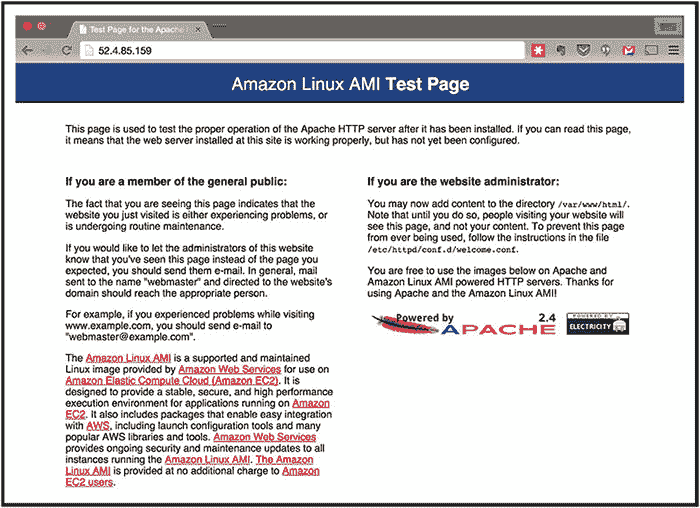 Test Page for the Apache
52.4.85.159
Amazon Linux AMI Test Page
This page is used to test the proper operation of the Apache HTTP server after it has been installed. If you can read this page,
it means that the web server installed at this site is working properly, but has not yet been configured.
If you are a member of the general public:
The fact that you are seeing this page indicates that the
website you just visited is either experiencing problems, or
is undergoing routine maintenance.
If you would like to let the administrators of this website
know that you've seen this page instead of the page you
expected, you should send them e-mail. In general, mail
sent to the name "webmaster" and directed to the website's
domain should reach the appropriate person.
For example, if you experienced problems while visiting
www.example.com, you should send e-mail to
"webmaster@example.com".
The Amazon Linux AMI is a supported and maintained
Linux image provided by Amazon Web Services for use on
Amazon Elastic Compute Cloud (Amazon EC2). It is
designed to provide a stable, secure, and high performance
execution environment for applications running on Amazon
EC2. It also includes packages that enable easy integration
with AWS, including launch configuration tools and many
popular AWS libraries and tools. Amazon Web Services
provides ongoing security and maintenance updates to all
instances running the Amazon Linux AMI. The Amazon
Linux AMI is provided at no additional charge to Amazon
EC2 users.
If you are the website administrator:
You may now add content to the directory /var/www/html/.
Note that until you do so, people visiting your website will
see this page, and not your content. To prevent this page
from ever being used, follow the instructions in the file
/etc/httpd/conf.d/welcome.conf.
You are free to use the images below on Apache and
Amazon Linux AMI powered HTTP servers. Thanks for
using Apache and the Amazon Linux AMI!
Powered by 2.4
APACHE
POWERED BY
ELECTRICITY